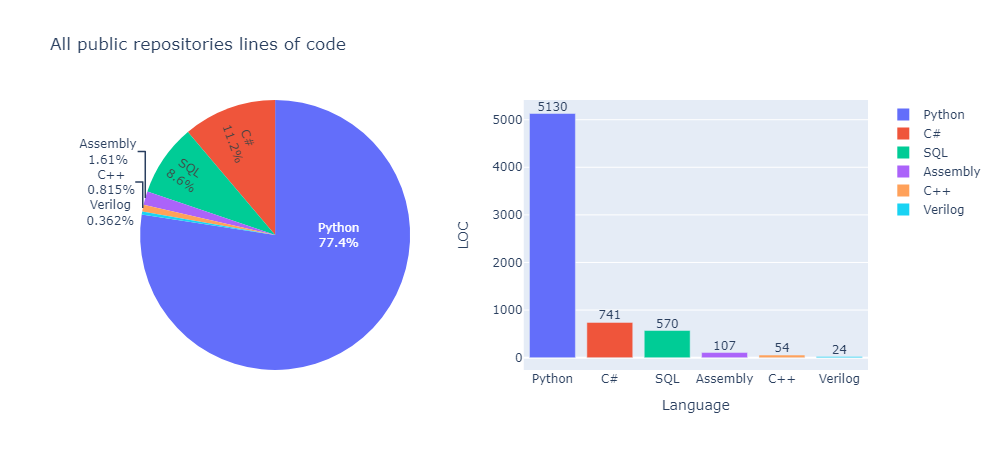 All public repositories lines of code
Assembly
1.61%
C++
0.815%
Verilog
0.362%
SQL
8.6%
C#
11.2%
Python
77.4%
LOC
5000
4000
3000
2000
1000
0
5130
741
570
107
54
24
Python
C#
SQL
Assembly
C++
Verilog
Language
Python
C#
SQL
Assembly
C++
Verilog